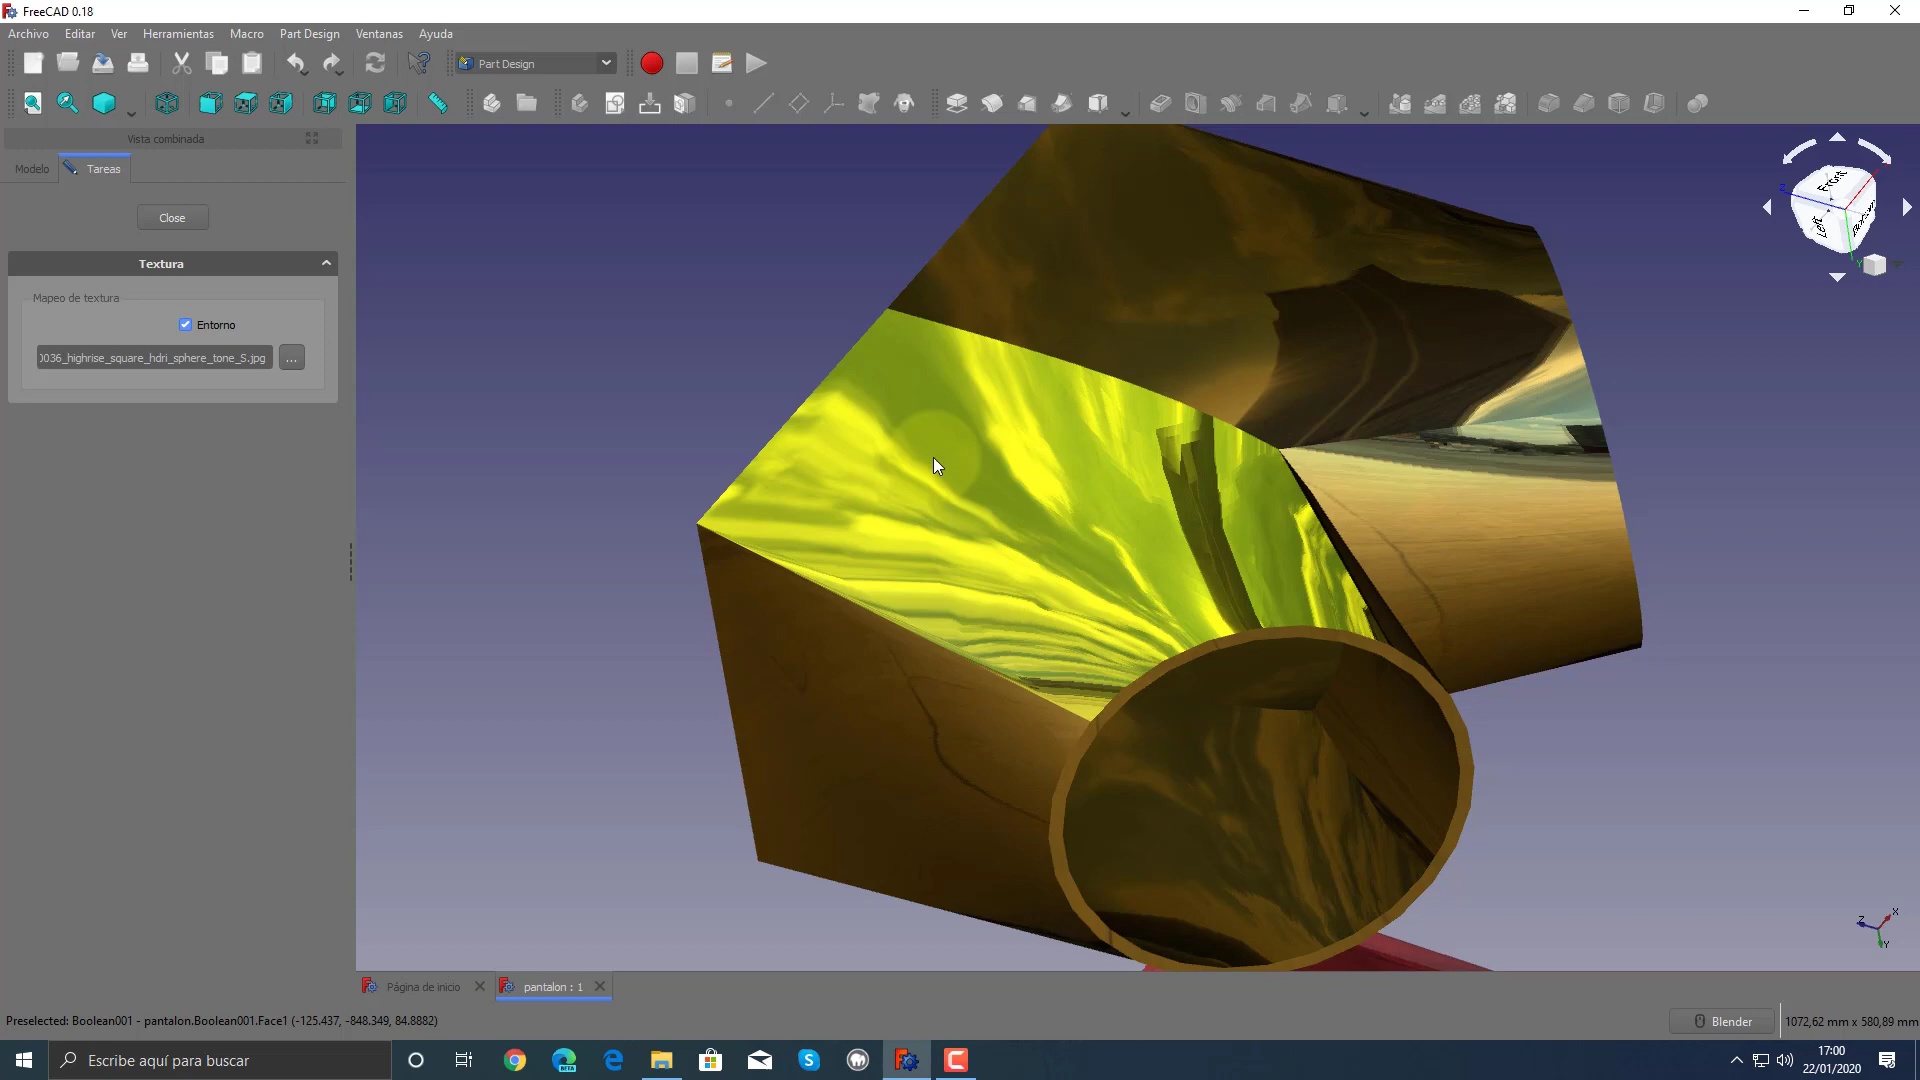 FreeCAD 0.18
Archivo Editar Ver Herramientas Macro Part Design Ventanas Ayuda
Part Design
Vista combinada
Modelo Tareas
Close
Textura
Mapeo de textura
Entorno
0036_highrise_square_hdri_sphere_tone_S.jpg ...
Front
Left
Z
Y
X
Z
Y
Página de inicio pantalon : 1
Preselected: Boolean001 - pantalon.Boolean001.Face1 (-125.437, -848.349, 84.8882)
Blender 1072,62 mm x 580,89 mm
Escribe aquí para buscar
BETA
17:00
22/01/2020